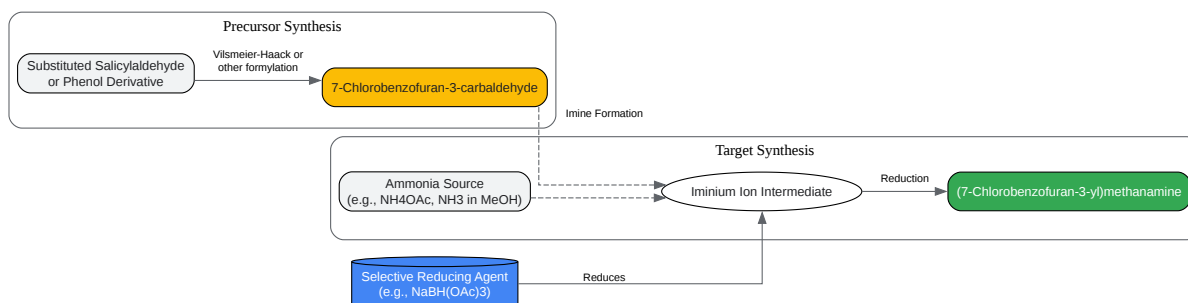 Precursor Synthesis
Substituted Salicylaldehyde
or Phenol Derivative
Vilsmeier-Haack or
other formylation
7-Chlorobenzofuran-3-carbaldehyde
Imine Formation
Target Synthesis
Ammonia Source
(e.g., NH4OAc, NH3 in MeOH)
Iminium Ion Intermediate
Reduction
(7-Chlorobenzofuran-3-yl)methanamine
Selective Reducing Agent
(e.g., NaBH(OAc)3)
Reduces